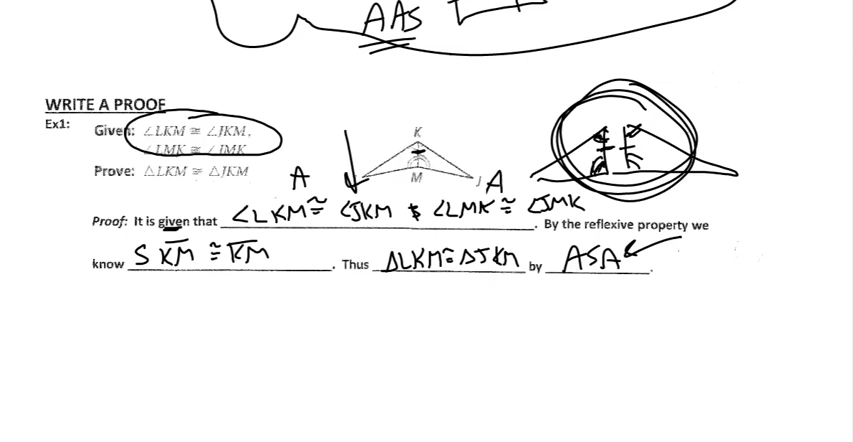 AAS
WRITE A PROOF
Ex1: Given: ∠LKM ≅ ∠JKM,
∠LMK ≅ ∠JMK
Prove: △LKM ≅ △JKM
K
M
J
A A
Proof: It is given that ∠LKM ≅ ∠JKM & ∠LMK ≅ ∠JMK. By the reflexive property we
know S KM ≅ KM. Thus △LKM ≅ △JKM by ASA.